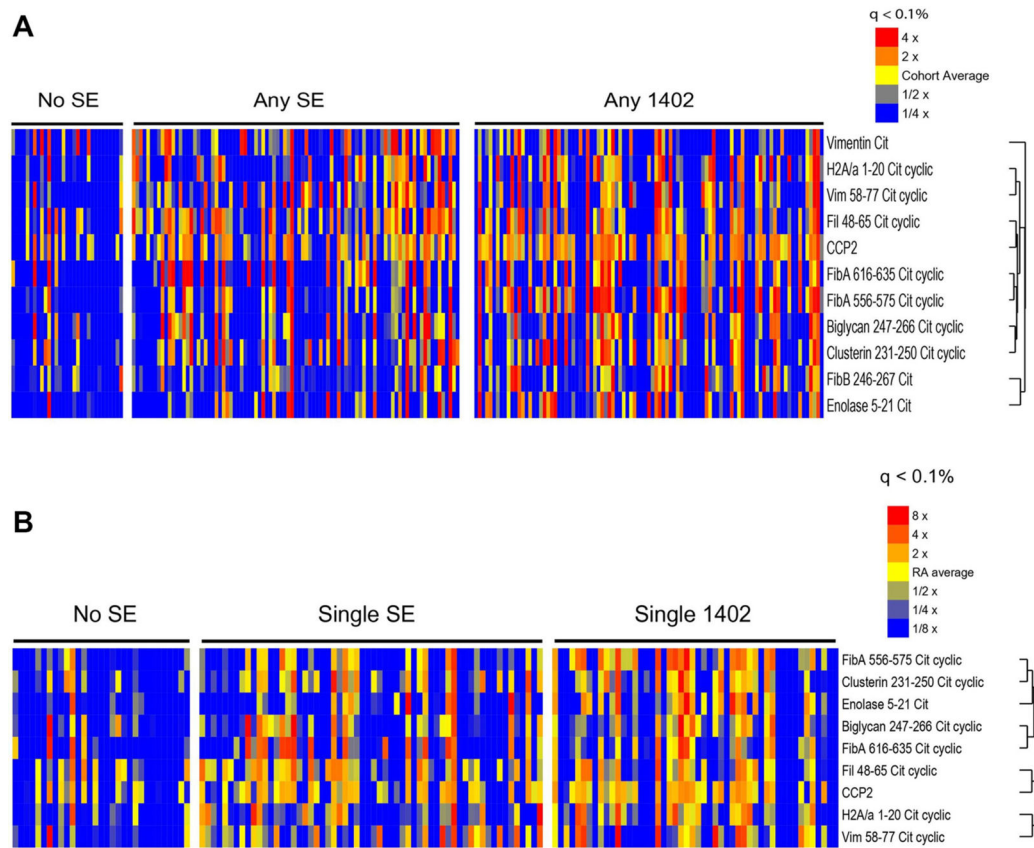 A
q < 0.1%
4 x
2 x
Cohort Average
1/2 x
1/4 x
No SE
Any SE
Any 1402
Vimentin Cit
H2A/a 1-20 Cit cyclic
Vim 58-77 Cit cyclic
Fil 48-65 Cit cyclic
CCP2
FibA 616-635 Cit cyclic
FibA 556-575 Cit cyclic
Biglycan 247-266 Cit cyclic
Clusterin 231-250 Cit cyclic
FibB 246-267 Cit
Enolase 5-21 Cit
B
q < 0.1%
8 x
4 x
2 x
RA average
1/2 x
1/4 x
1/8 x
No SE
Single SE
Single 1402
FibA 556-575 Cit cyclic
Clusterin 231-250 Cit cyclic
Enolase 5-21 Cit
Biglycan 247-266 Cit cyclic
FibA 616-635 Cit cyclic
Fil 48-65 Cit cyclic
CCP2
H2A/a 1-20 Cit cyclic
Vim 58-77 Cit cyclic